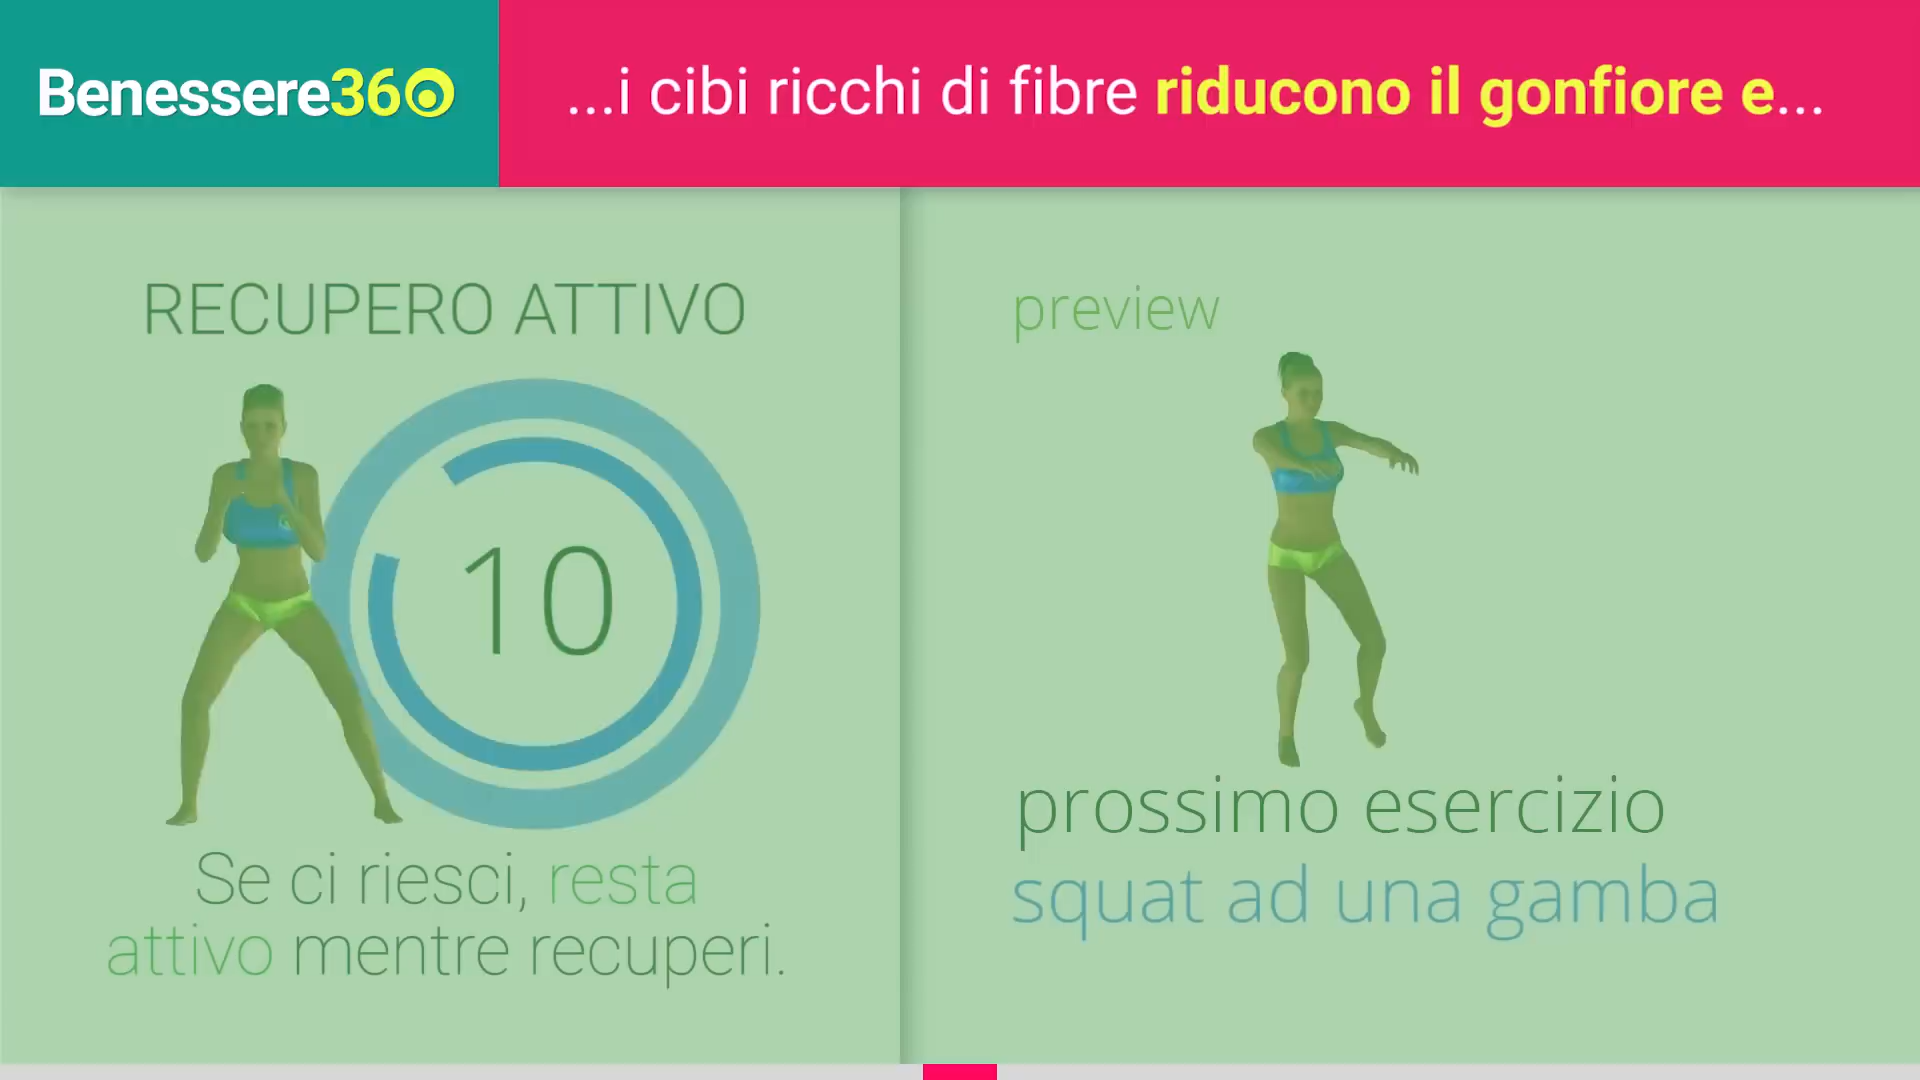 Benessere360
...i cibi ricchi di fibre riducono il gonfiore e...
RECUPERO ATTIVO
10
Se ci riesci, resta
attivo mentre recuperi.
preview
prossimo esercizio
squat ad una gamba